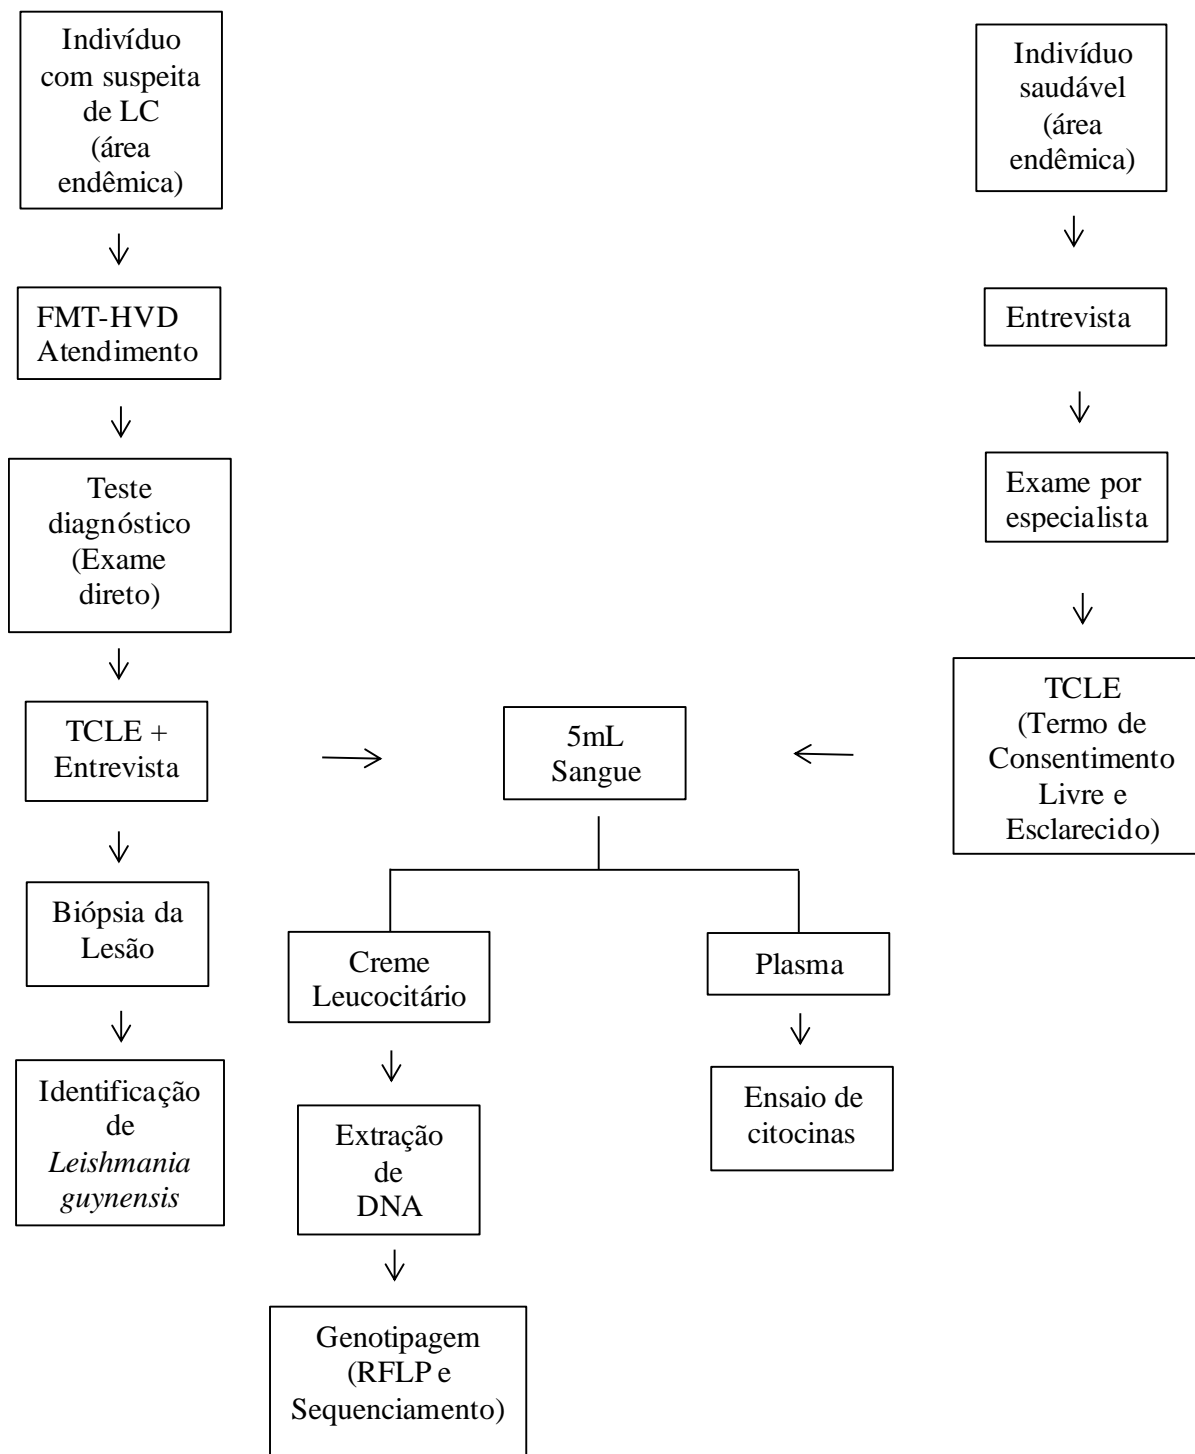 Indivíduo
com suspeita
de LC
(área
endêmica)
FMT-HVD
Atendimento
Teste
diagnóstico
(Exame
direto)
TCLE +
Entrevista
Biópsia da
Lesão
Identificação
de
Leishmania
guynensis
5mL
Sangue
Creme
Leucocitário
Extração
de
DNA
Genotipagem
(RFLP e
Sequenciamento)
Plasma
Ensaio de
citocinas
Indivíduo
saudável
(área
endêmica)
Entrevista
Exame por
especialista
TCLE
(Termo de
Consentimento
Livre e
Esclarecido)